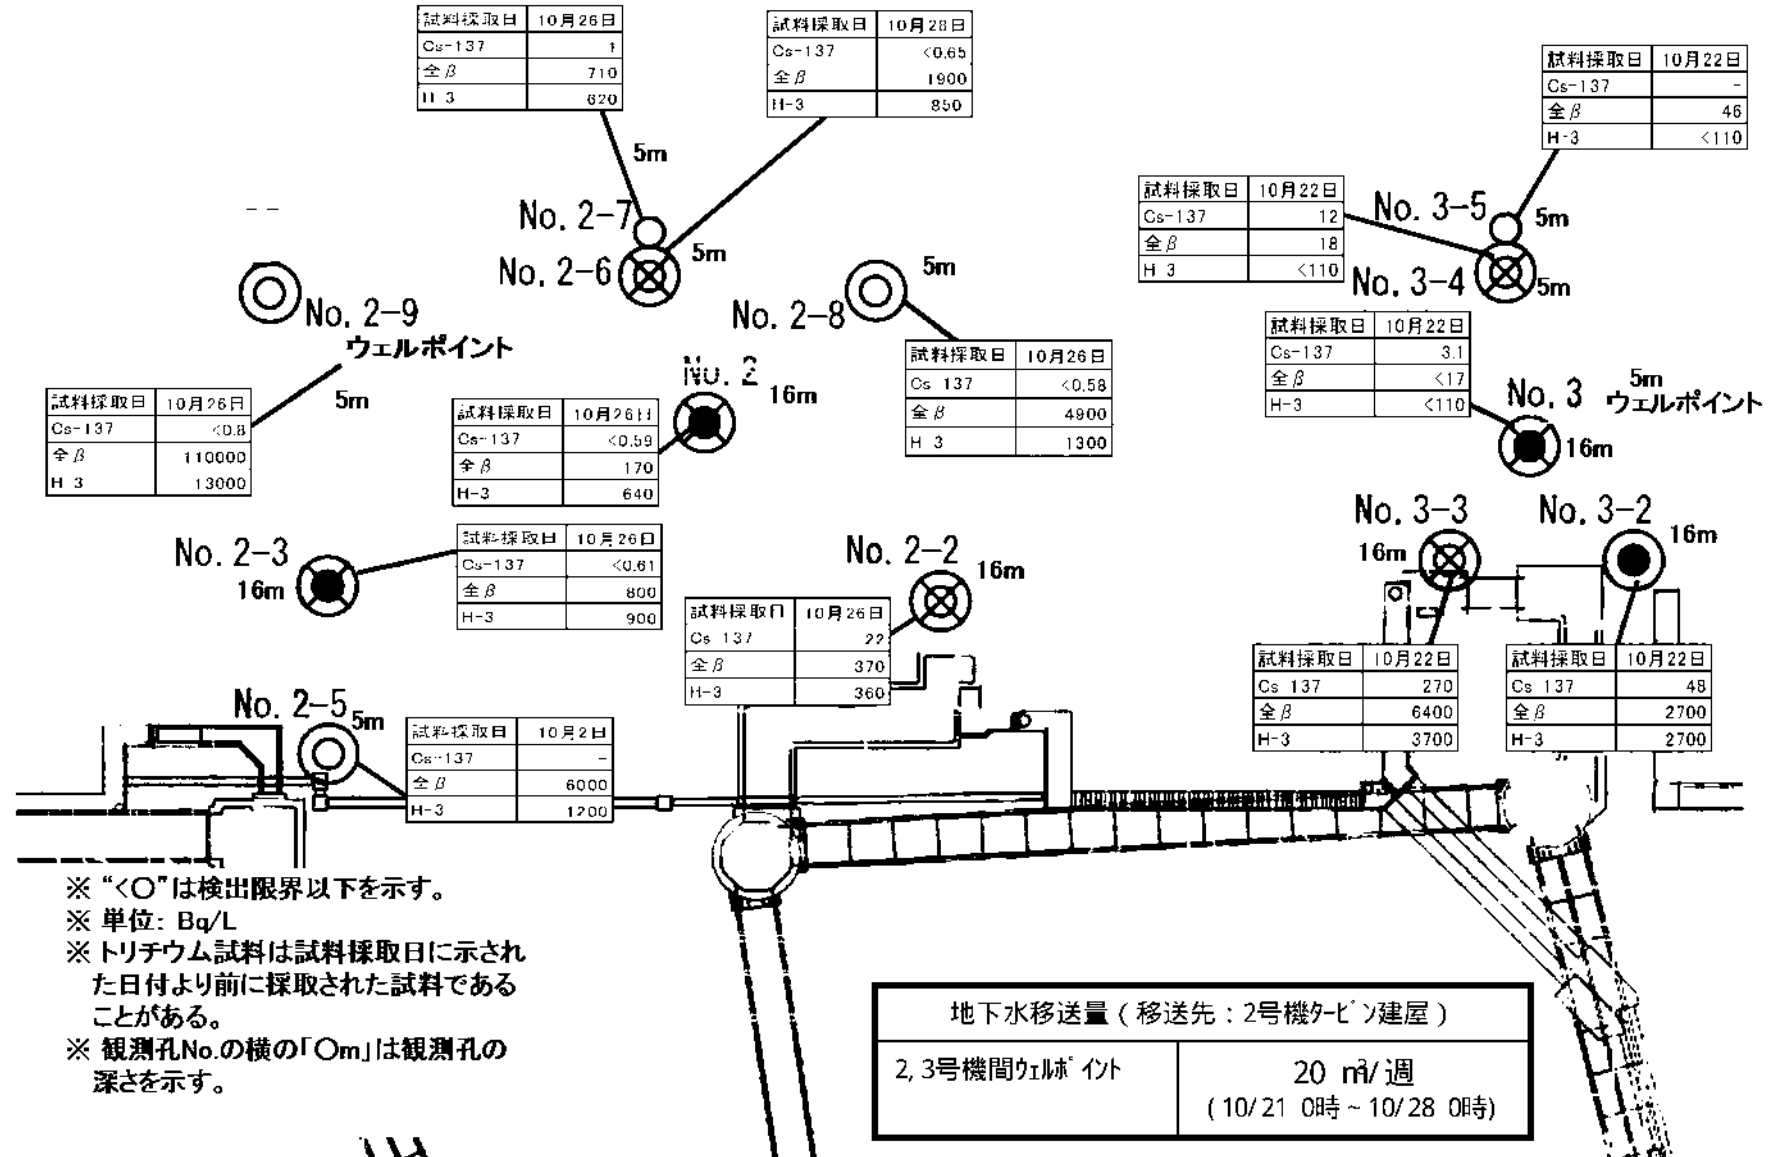 試料採取日 10月26日
Cs-137 1
全β 710
H-3 620
試料採取日 10月28日
Cs-137 <0.65
全β 1900
H-3 850
試料採取日 10月22日
Cs-137 -
全β 46
H-3 <110
5m
No. 2-7
No. 2-6 5m
試料採取日 10月22日
Cs-137 12
全β 18
H 3 <110
No. 3-5 5m
No. 3-4 5m
No. 2-9
ウェルポイント
5m
No. 2-8 5m
試料採取日 10月26日
Cs-137 <0.8
全β 110000
H 3 13000
No. 2 16m
試料採取日 10月26日
Cs-137 <0.59
全β 170
H-3 640
試料採取日 10月26日
Cs 137 <0.58
全β 4900
H 3 1300
試料採取日 10月22日
Cs-137 3.1
全β <17
H-3 <110
No. 3
5m
ウェルポイント
16m
No. 2-3
16m
試料採取日 10月26日
Cs-137 <0.61
全β 800
H-3 900
No. 2-2 16m
試料採取日 10月26日
Cs 137 22
全β 370
H-3 360
No. 3-3
16m
No. 3-2
16m
試料採取日 10月22日
Cs 137 270
全β 6400
H-3 3700
試料採取日 10月22日
Cs 137 48
全β 2700
H-3 2700
No. 2-5 5m
試料採取日 10月2日
Cs-137 -
全β 6000
H-3 1200
※ “<〇”は検出限界以下を示す。
※ 単位: Bq/L
※ トリチウム試料は試料採取日に示され
た日付より前に採取された試料である
ことがある。
※ 観測孔No.の横の「〇m」は観測孔の
深さを示す。
地下水移送量 ( 移送先 : 2号機タービン建屋 )
2, 3号機間ウェルポイント 20 ㎥/週
( 10/21 0時 ~ 10/28 0時)